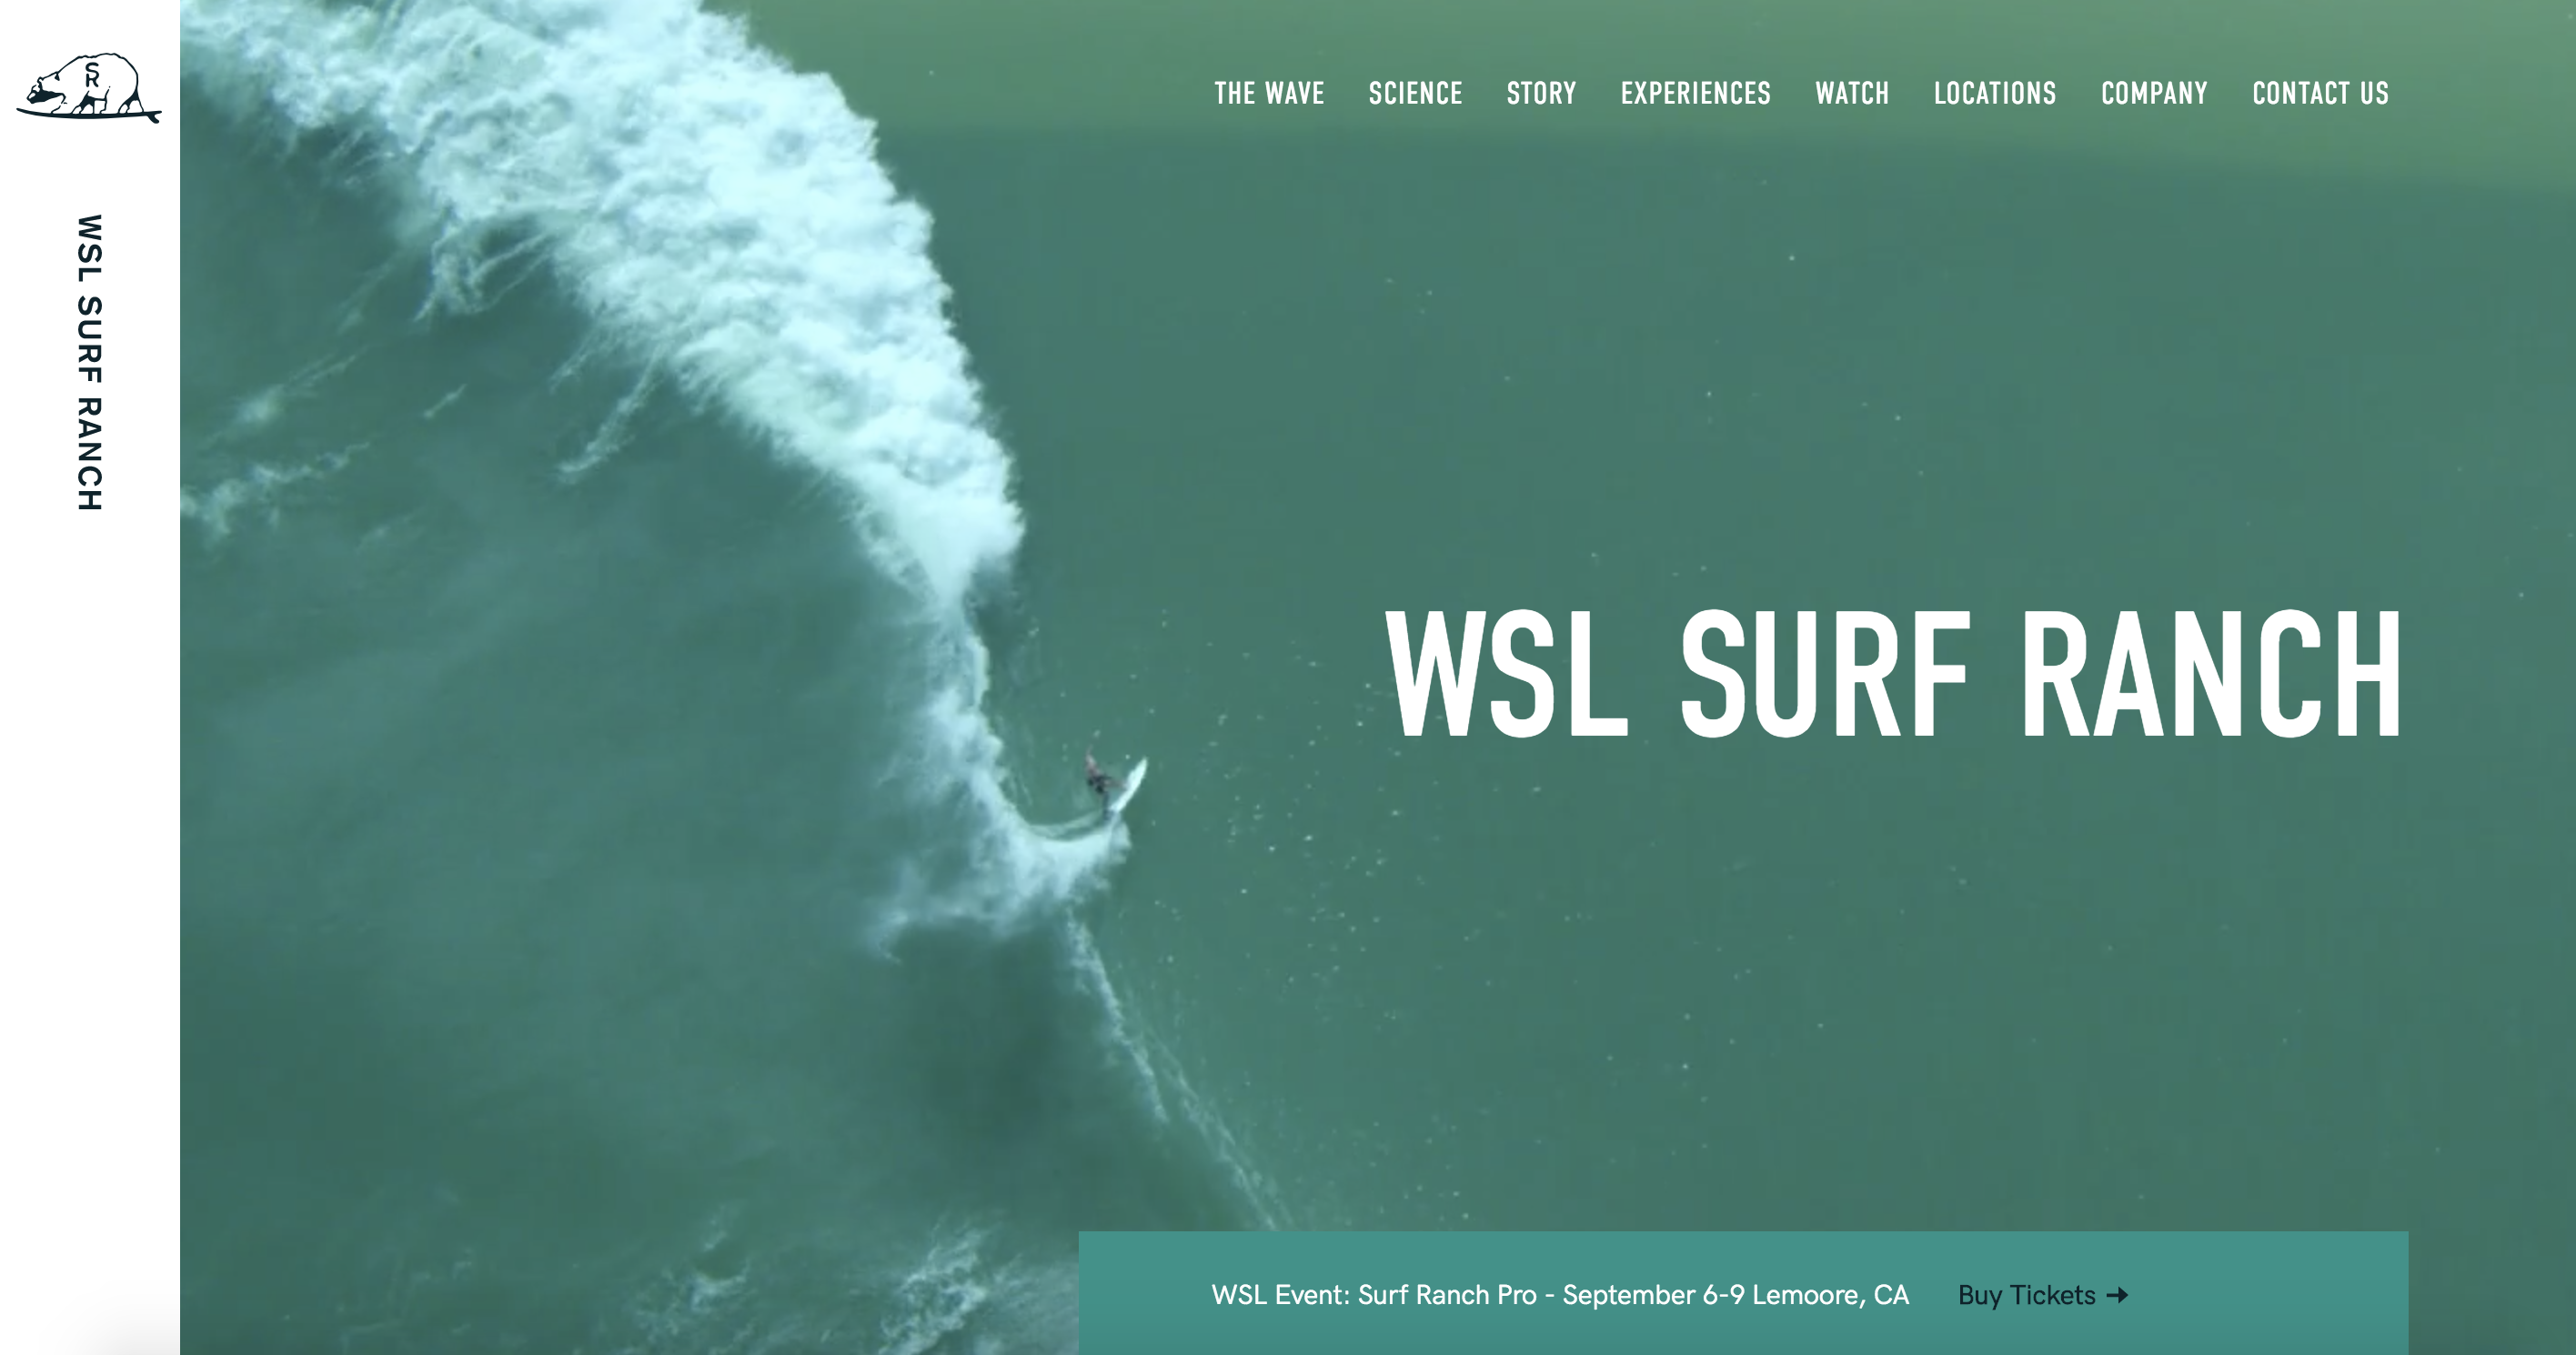 SR
WSL SURF RANCH
THE WAVE SCIENCE STORY EXPERIENCES WATCH LOCATIONS COMPANY CONTACT US
WSL SURF RANCH
WSL Event: Surf Ranch Pro - September 6-9 Lemoore, CA Buy Tickets →